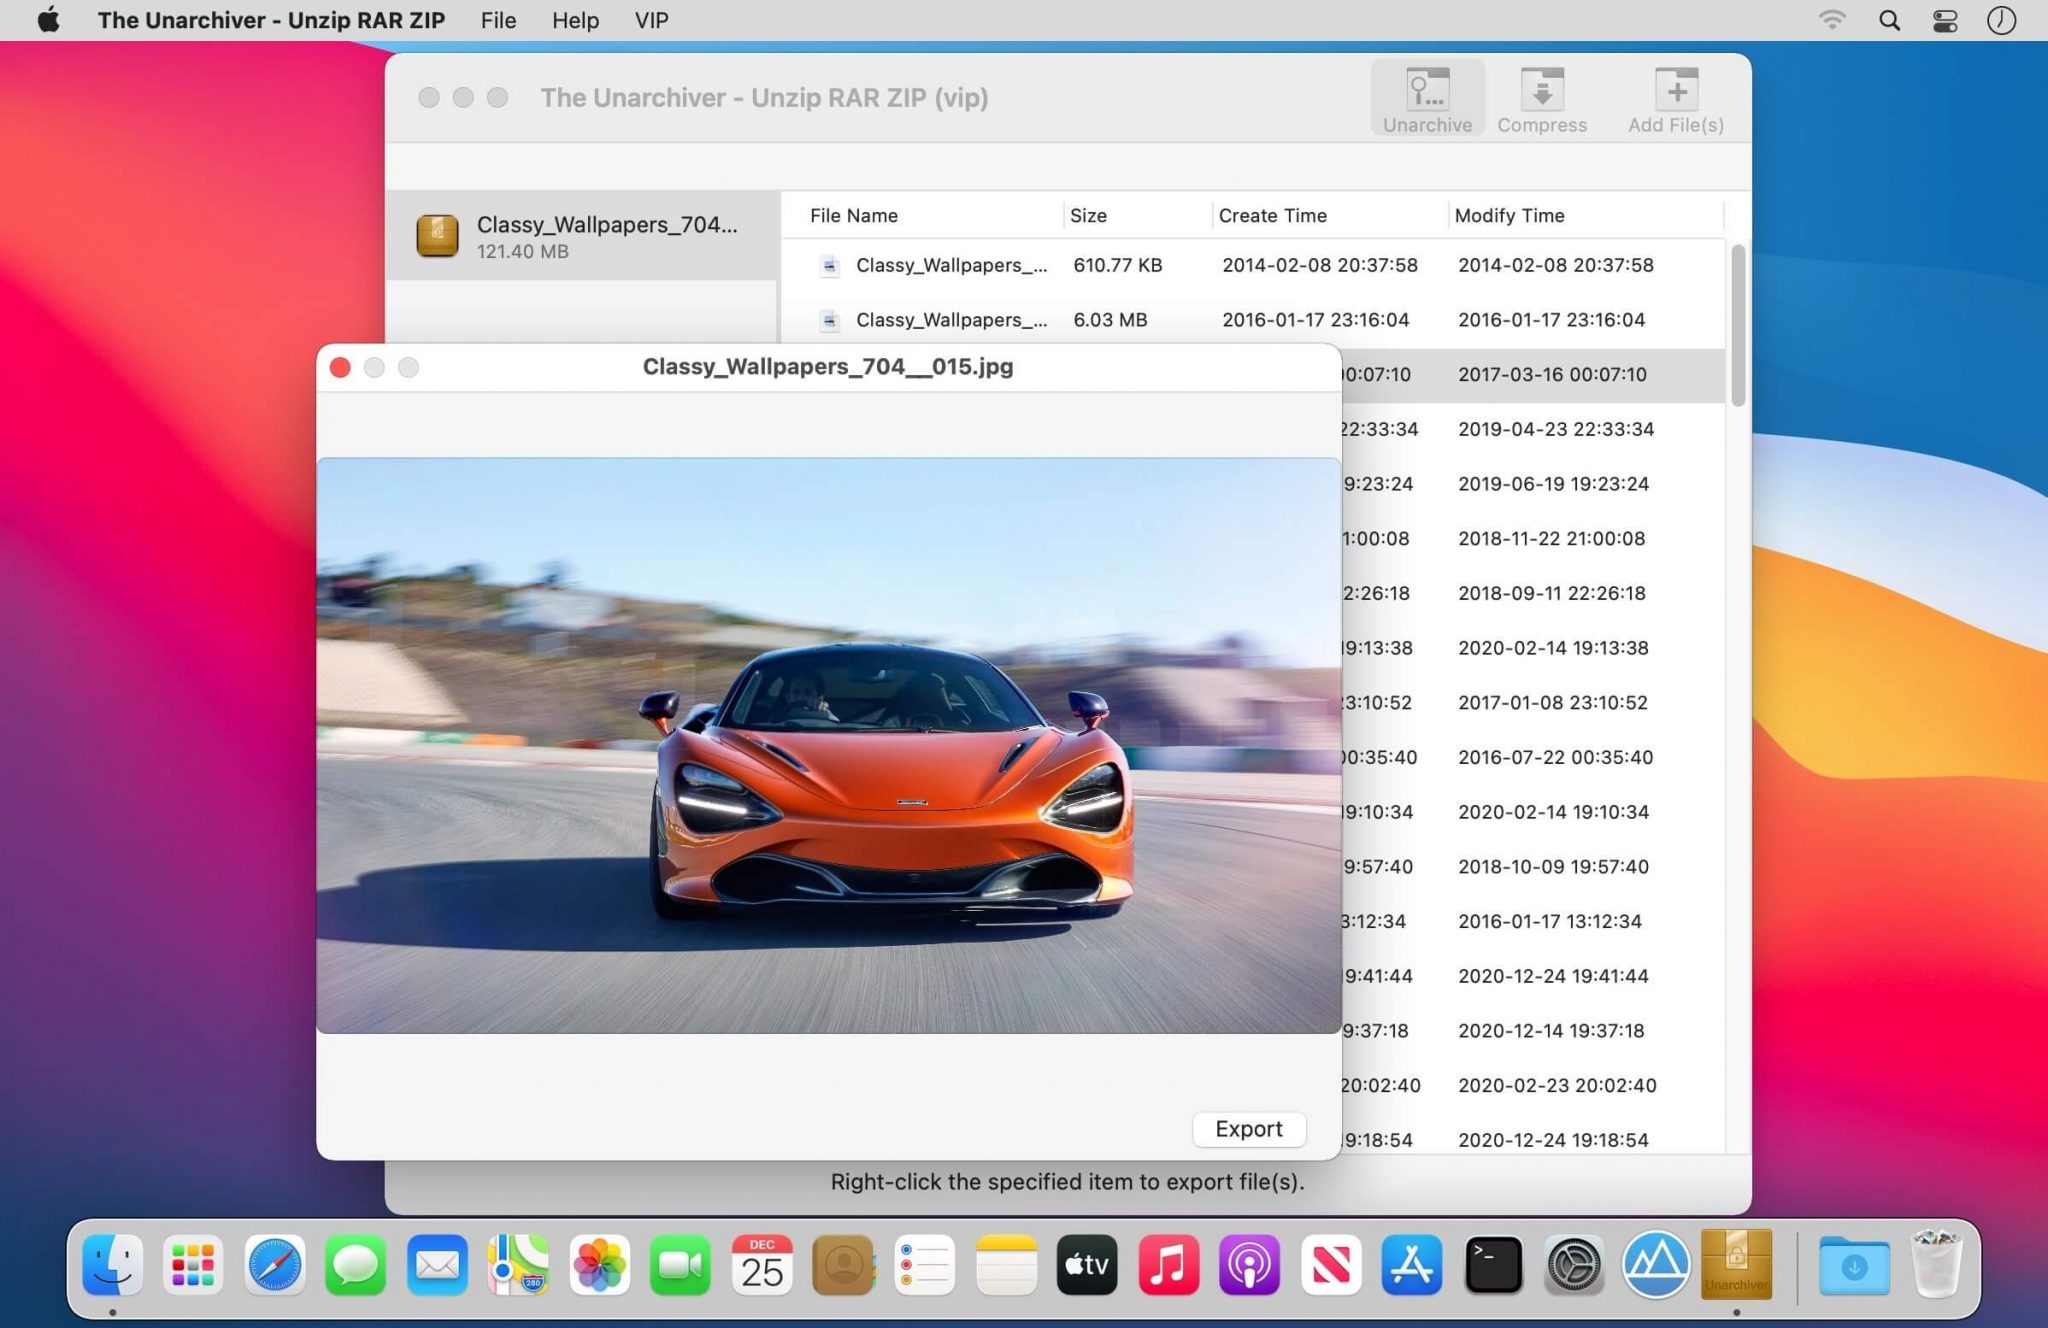 The Unarchiver - Unzip RAR ZIP File Help VIP
The Unarchiver - Unzip RAR ZIP (vip)
Unarchive Compress Add File(s)
Classy_Wallpapers_704...
121.40 MB
File Name Size Create Time Modify Time
Classy_Wallpapers_... 610.77 KB 2014-02-08 20:37:58 2014-02-08 20:37:58
Classy_Wallpapers_... 6.03 MB 2016-01-17 23:16:04 2016-01-17 23:16:04
Classy_Wallpapers_704__015.jpg
0:07:10 2017-03-16 00:07:10
22:33:34 2019-04-23 22:33:34
9:23:24 2019-06-19 19:23:24
1:00:08 2018-11-22 21:00:08
2:26:18 2018-09-11 22:26:18
19:13:38 2020-02-14 19:13:38
3:10:52 2017-01-08 23:10:52
0:35:40 2016-07-22 00:35:40
19:10:34 2020-02-14 19:10:34
9:57:40 2018-10-09 19:57:40
3:12:34 2016-01-17 13:12:34
9:41:44 2020-12-24 19:41:44
9:37:18 2020-12-14 19:37:18
20:02:40 2020-02-23 20:02:40
9:18:54 2020-12-24 19:18:54
Export
Right-click the specified item to export file(s).
280
DEC
25
tv
>_
Unarchiver